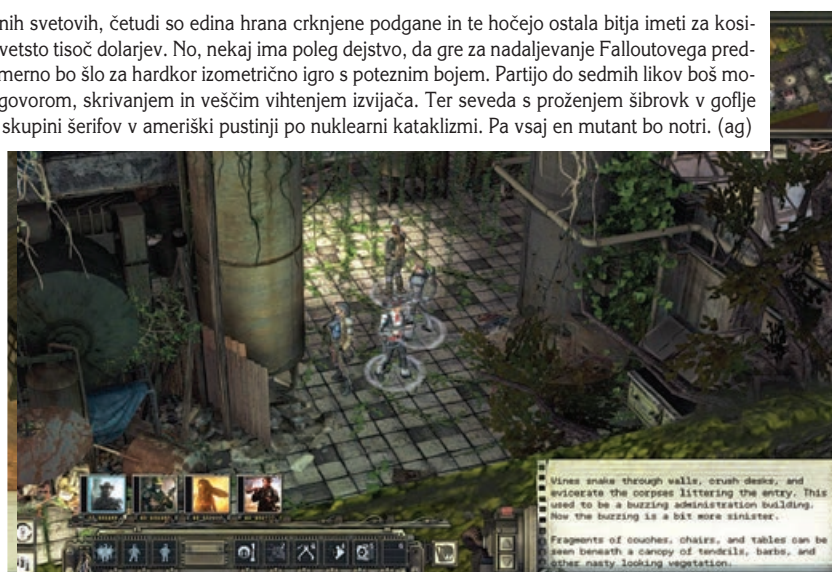 nih svetovih, četudi so edina hrana crknjene podgane in te hočejo ostala bitja imeti za kosi-
vetsto tisoč dolarjev. No, nekaj ima poleg dejstvo, da gre za nadaljevanje Falloutovega pred-
merno bo šlo za hardkor izometrično igro s poteznim bojem. Partijo do sedmih likov boš mo-
govorom, skrivanjem in veščim vihtenjem izvijača. Ter seveda s proženjem šibrovk v goflje
skupini šerifov v ameriški pustinji po nuklearni kataklizmi. Pa vsaj en mutant bo notri. (ag)
Vines snake through walls, crush desks, and
evicerate the corpses littering the entry. This
used to be a buzzing administration building.
Now the buzzing is a bit more sinister.
Fragments of couches, chairs, and tables can be
seen beneath a canopy of tendrils, barbs, and
other nasty looking vegetation.